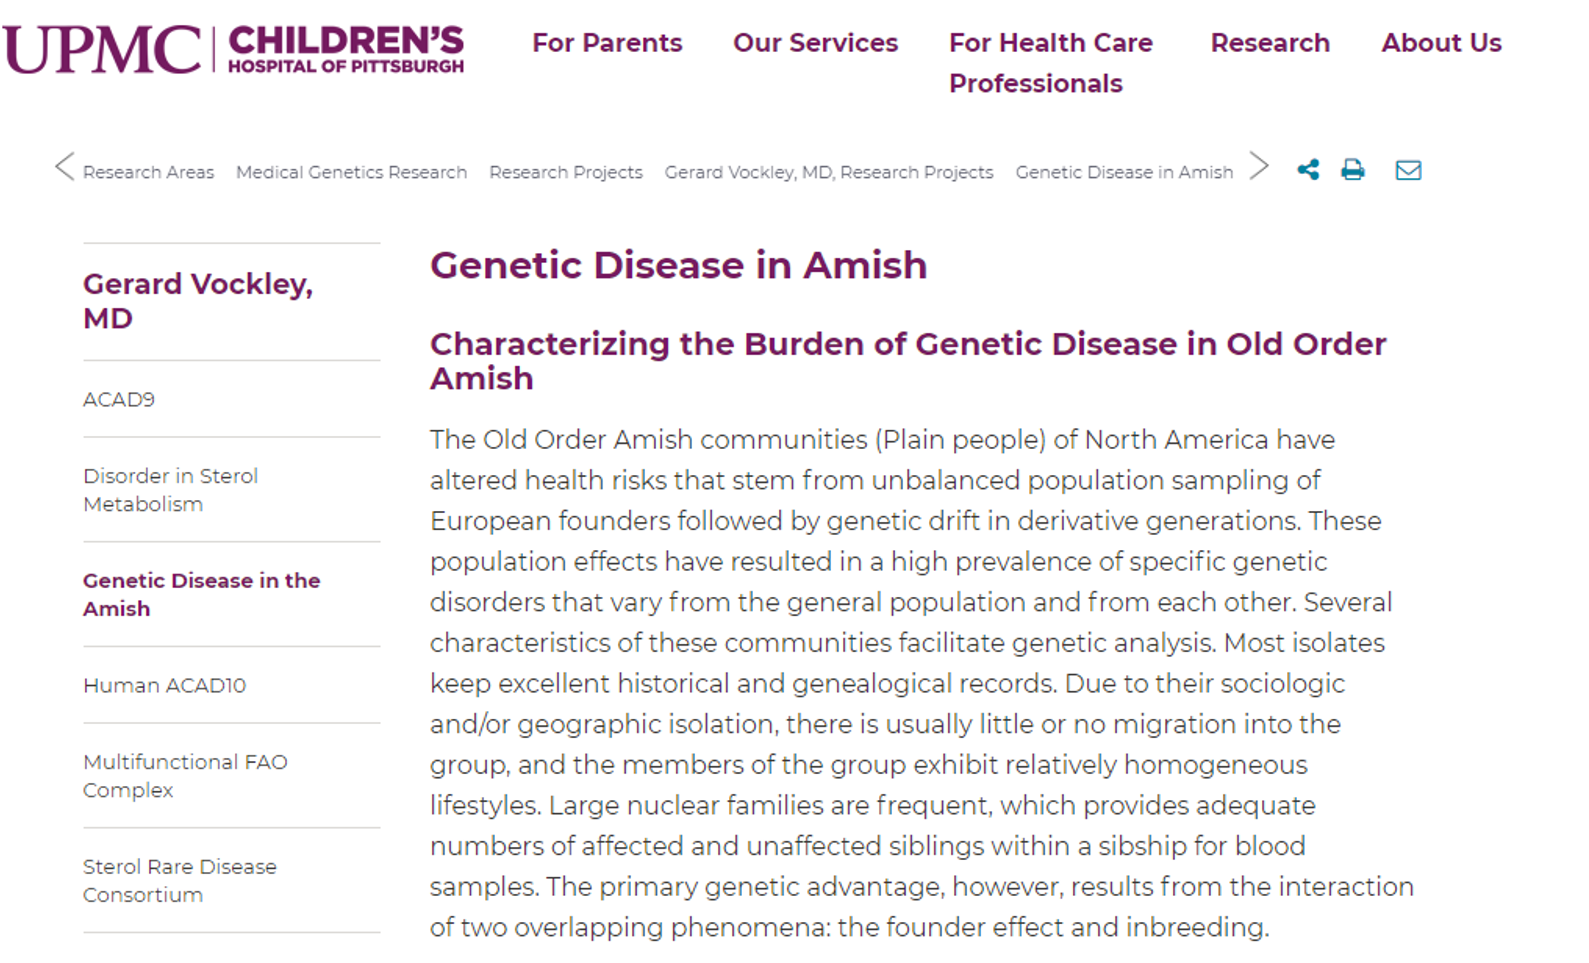 UPMC | CHILDREN'S
HOSPITAL OF PITTSBURGH
For Parents
Our Services
For Health Care
Professionals
Research
About Us
Research Areas
Medical Genetics Research
Research Projects
Gerard Vockley, MD, Research Projects
Genetic Disease in Amish
Gerard Vockley,
MD
ACAD9
Disorder in Sterol
Metabolism
Genetic Disease in the
Amish
Human ACAD10
Multifunctional FAO
Complex
Sterol Rare Disease
Consortium
Genetic Disease in Amish
Characterizing the Burden of Genetic Disease in Old Order
Amish
The Old Order Amish communities (Plain people) of North America have
altered health risks that stem from unbalanced population sampling of
European founders followed by genetic drift in derivative generations. These
population effects have resulted in a high prevalence of specific genetic
disorders that vary from the general population and from each other. Several
characteristics of these communities facilitate genetic analysis. Most isolates
keep excellent historical and genealogical records. Due to their sociologic
and/or geographic isolation, there is usually little or no migration into the
group, and the members of the group exhibit relatively homogeneous
lifestyles. Large nuclear families are frequent, which provides adequate
numbers of affected and unaffected siblings within a sibship for blood
samples. The primary genetic advantage, however, results from the interaction
of two overlapping phenomena: the founder effect and inbreeding.